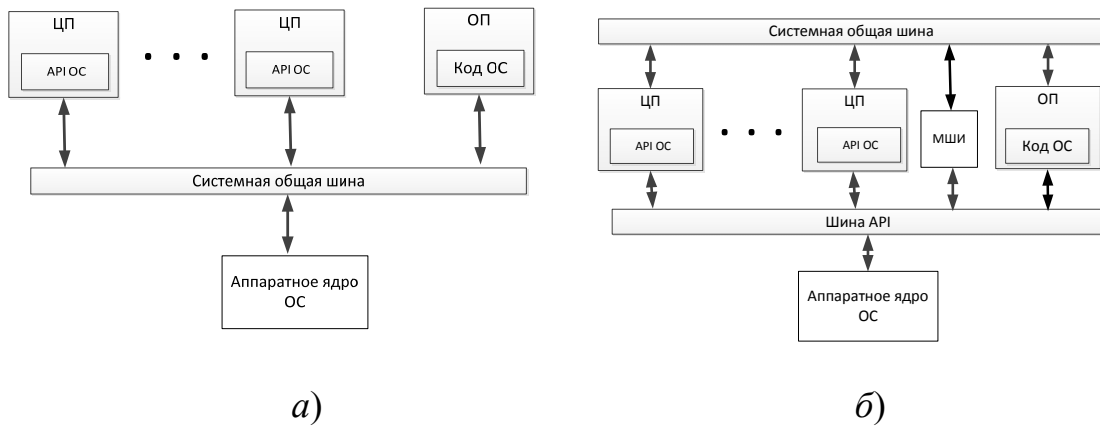 ЦП
API ОС
. . .
ЦП
API ОС
ОП
Код ОС
Системная общая шина
Аппаратное ядро
ОС
а)
Системная общая шина
ЦП
API ОС
. . .
ЦП
API ОС
МШИ
ОП
Код ОС
Шина API
Аппаратное ядро
ОС
б)